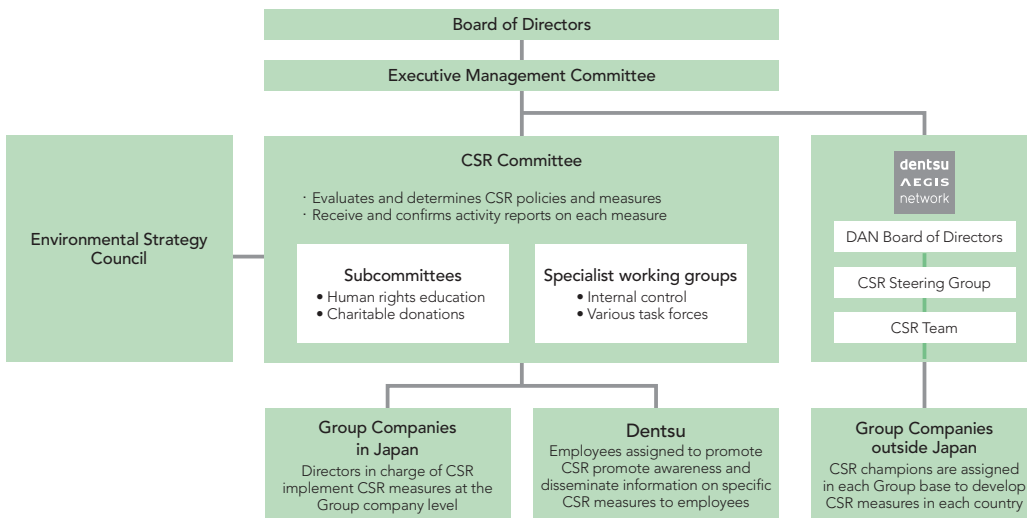 Board of Directors
Executive Management Committee
Environmental Strategy
Council
CSR Committee
· Evaluates and determines CSR policies and measures
· Receive and confirms activity reports on each measure
Subcommittees
• Human rights education
• Charitable donations
Specialist working groups
• Internal control
• Various task forces
dentsu
AEGIS
network
DAN Board of Directors
CSR Steering Group
CSR Team
Group Companies
in Japan
Directors in charge of CSR
implement CSR measures at the
Group company level
Dentsu
Employees assigned to promote
CSR promote awareness and
disseminate information on specific
CSR measures to employees
Group Companies
outside Japan
CSR champions are assigned
in each Group base to develop
CSR measures in each country